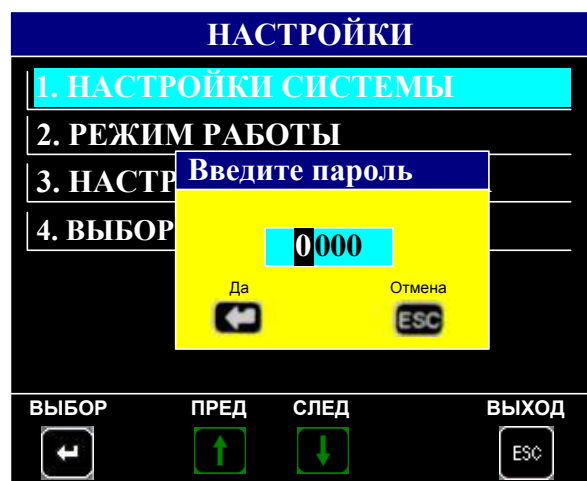 НАСТРОЙКИ
1. НАСТРОЙКИ СИСТЕМЫ
2. РЕЖИМ РАБОТЫ
3. НАСТР
4. ВЫБОР
Введите пароль
0000
Да Отмена
ESC
ВЫБОР ПРЕД СЛЕД ВЫХОД
ESC